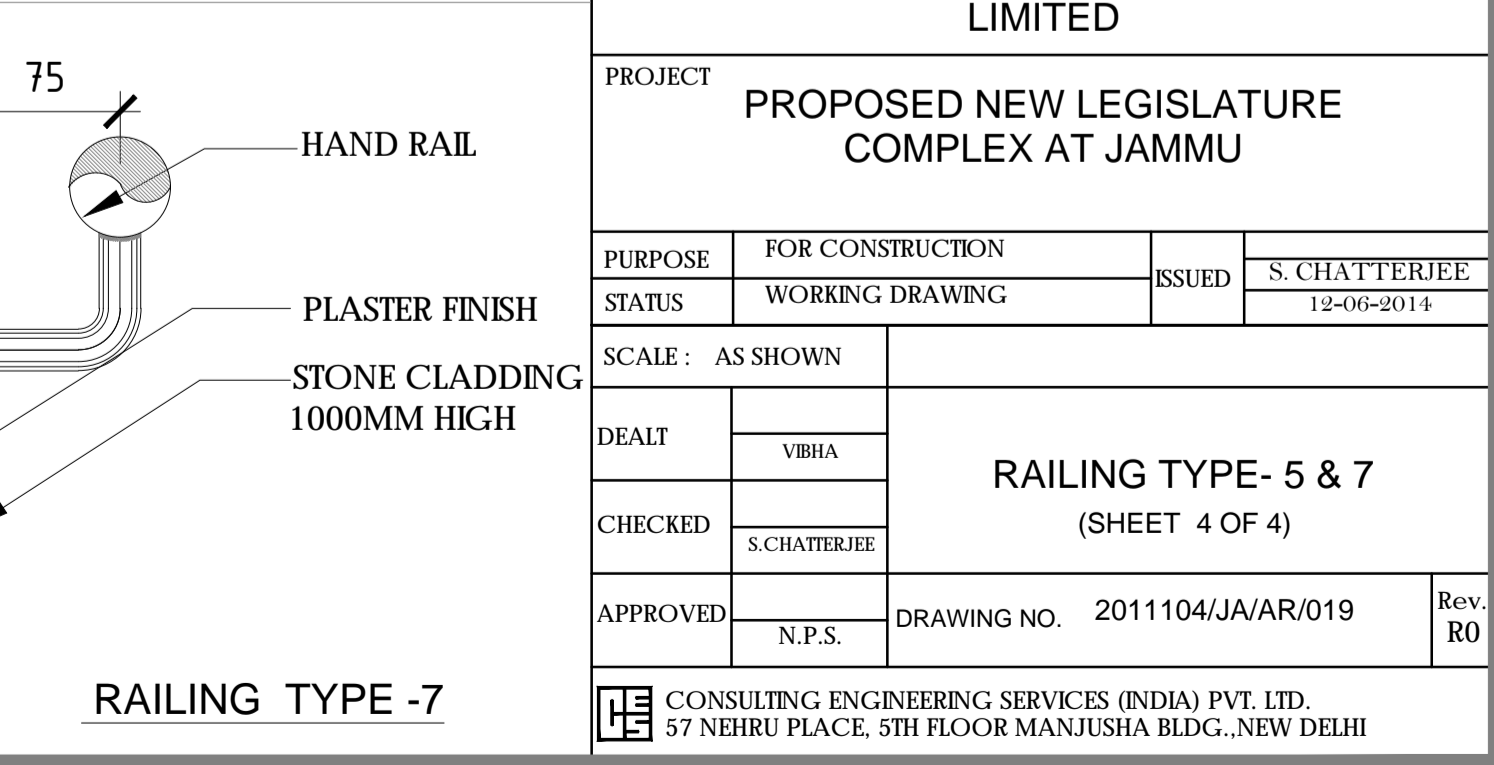 75
HAND RAIL
PLASTER FINISH
STONE CLADDING
1000MM HIGH
RAILING TYPE -7
LIMITED
PROJECT
PROPOSED NEW LEGISLATURE
COMPLEX AT JAMMU
PURPOSE
FOR CONSTRUCTION
STATUS
WORKING DRAWING
ISSUED
S. CHATTERJEE
12-06-2014
SCALE : AS SHOWN
DEALT
VIBHA
CHECKED
S.CHATTERJEE
APPROVED
N.P.S.
RAILING TYPE- 5 & 7
(SHEET 4 OF 4)
DRAWING NO. 2011104/JA/AR/019
Rev.
R0
CES
CONSULTING ENGINEERING SERVICES (INDIA) PVT. LTD.
57 NEHRU PLACE, 5TH FLOOR MANJUSHA BLDG.,NEW DELHI